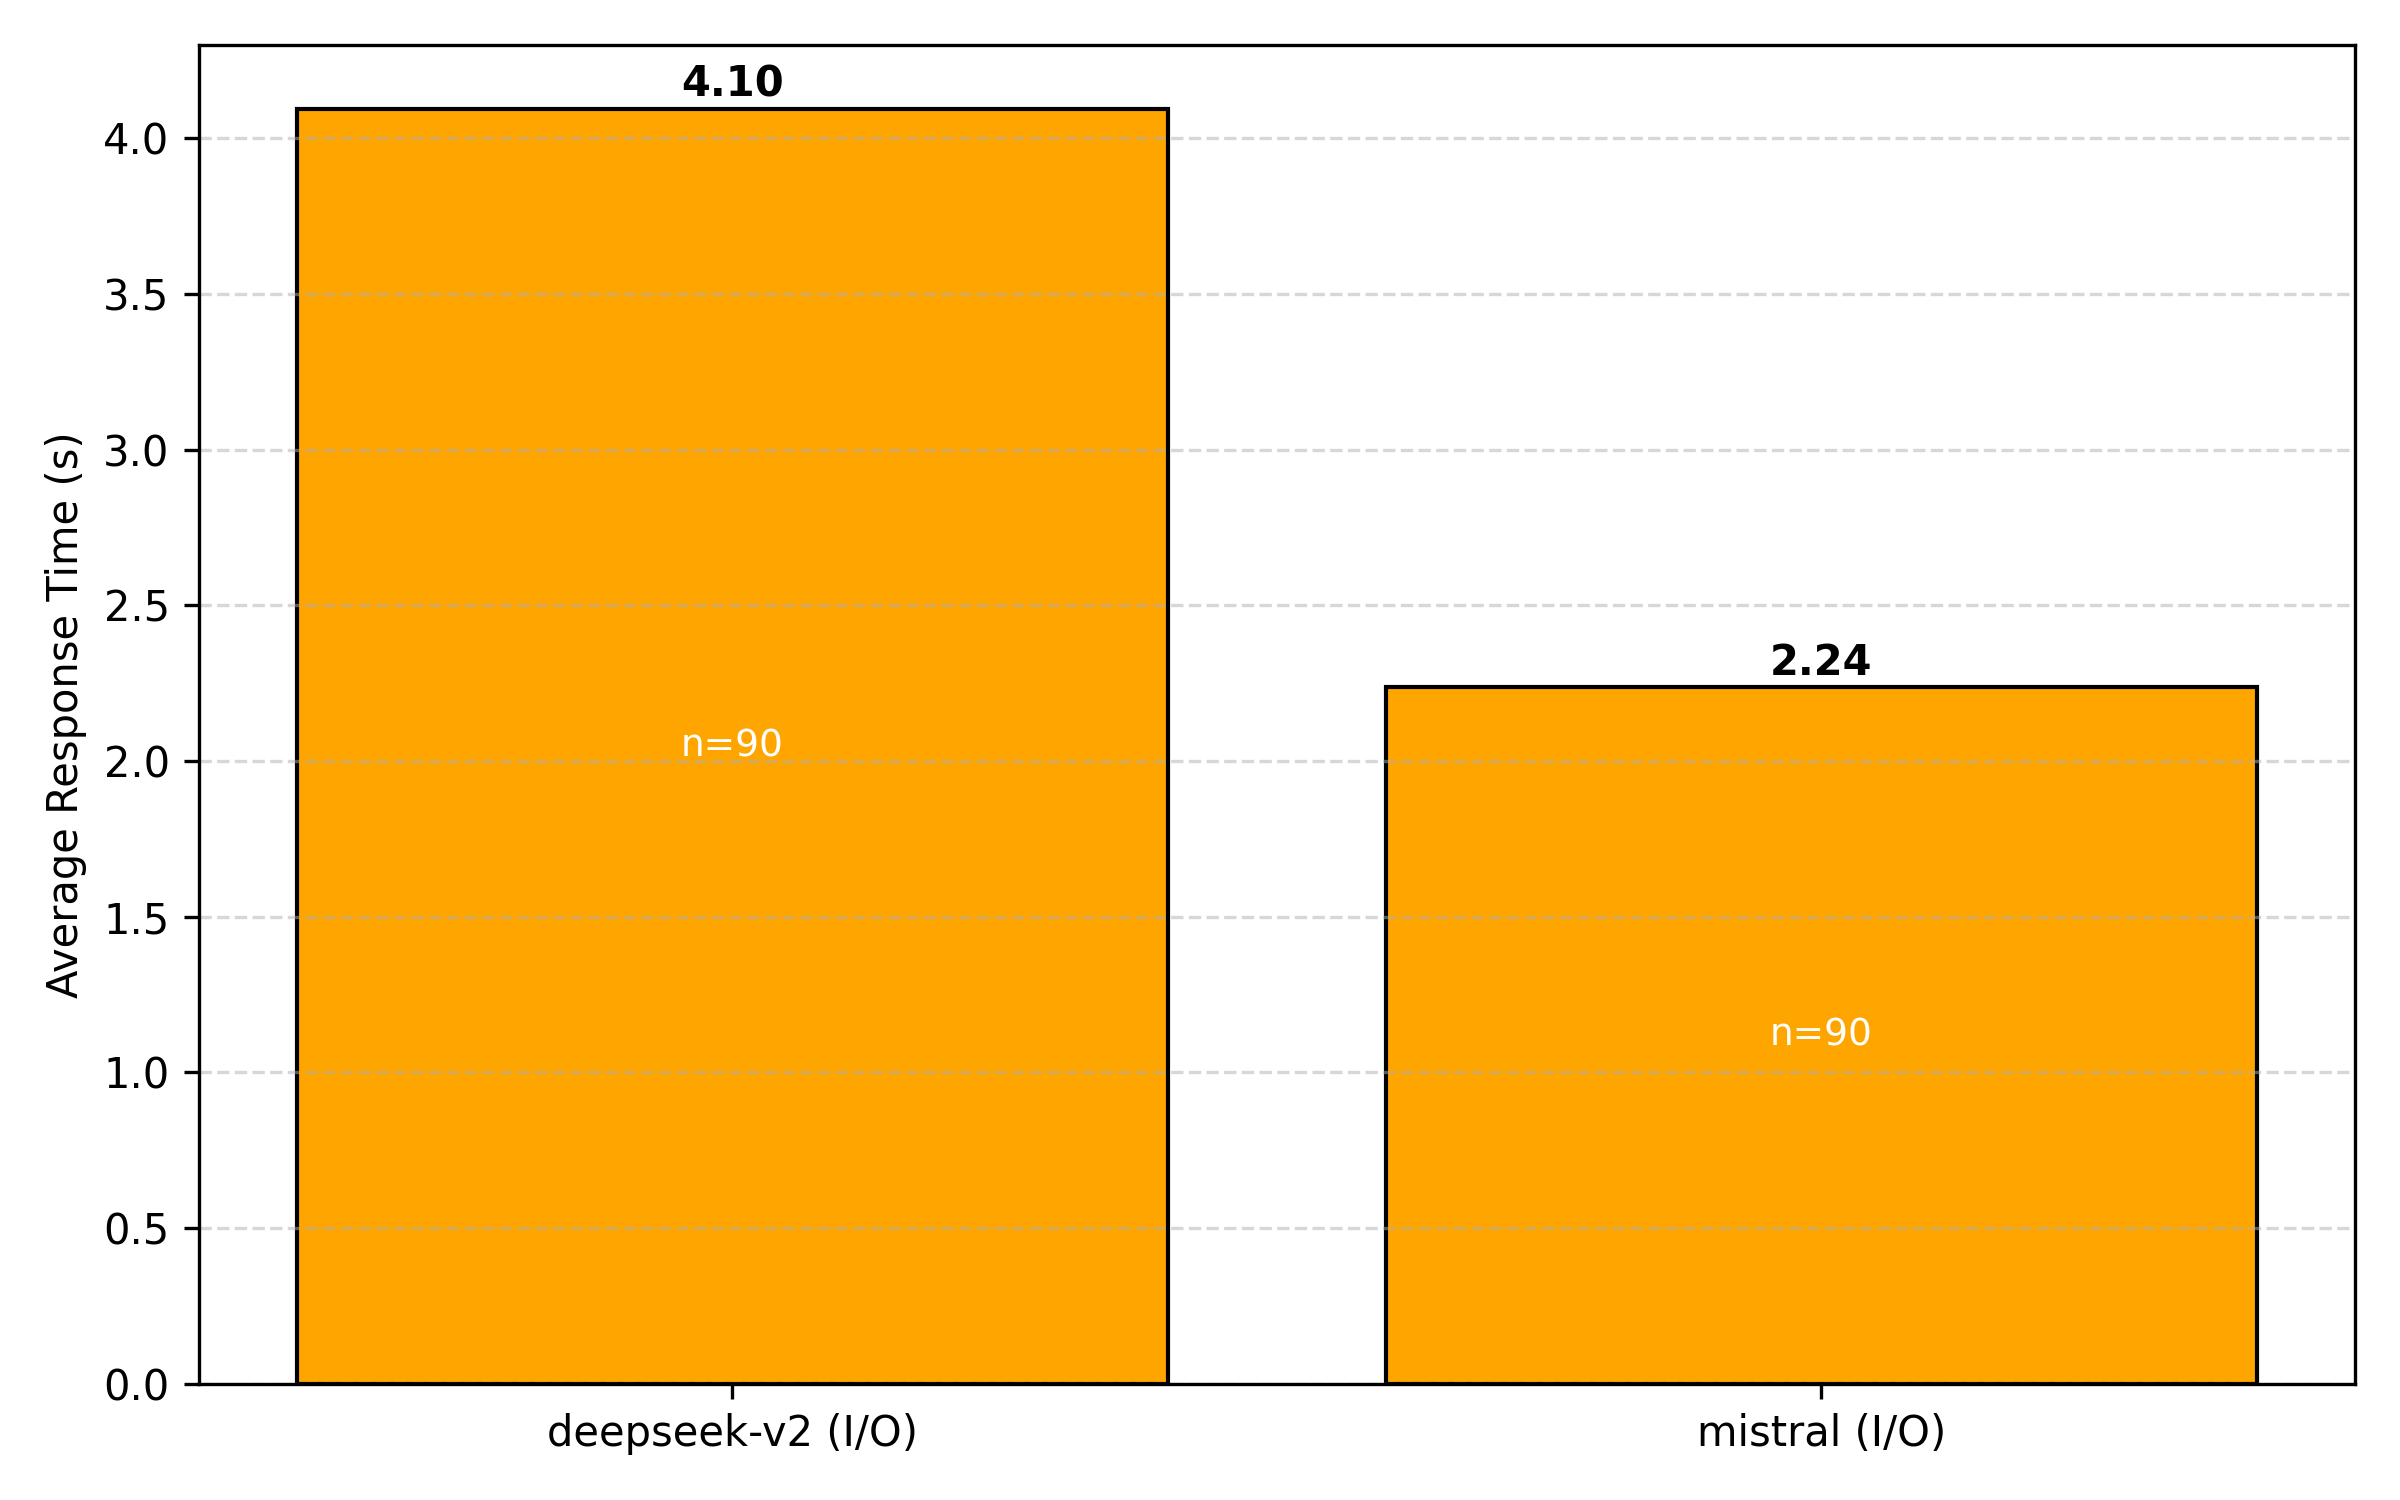 4.10
4.0
3.5
3.0
2.5
2.24
n=90
2.0
1.5
n=90
1.0
0.5
0.0
Average Response Time (s)
deepseek-v2 (I/O)
mistral (I/O)